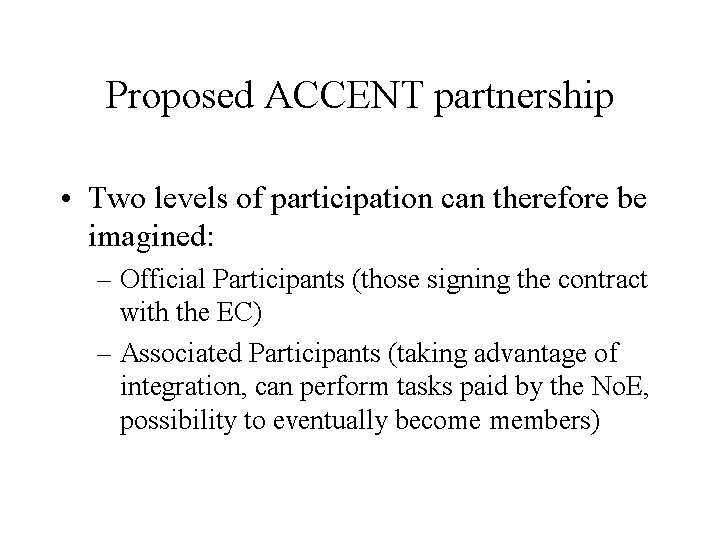 Proposed ACCENT partnership
• Two levels of participation can therefore be
imagined:
– Official Participants (those signing the contract
with the EC)
– Associated Participants (taking advantage of
integration, can perform tasks paid by the No.E,
possibility to eventually become members)